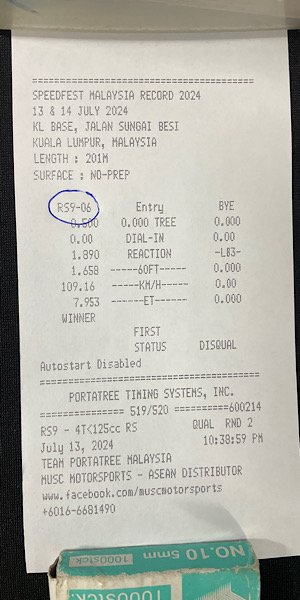 ================================
SPEEDFEST MALAYSIA RECORD 2024
13 & 14 JULY 2024
KL BASE, JALAN SUNGAI BESI
KUALA LUMPUR, MALAYSIA
LENGTH : 201M
SURFACE : NO-PREP
RS9-06 Entry BYE
0.500 0.000 TREE 0.000
0.00 DIAL-IN 0.00
1.890 REACTION -LB3-
1.658 -----60FT----- 0.000
109.16 -----KM/H----- 0.00
7.953 ------ET------ 0.000
WINNER
FIRST
STATUS DISQUAL
Autostart Disabled
================================
PORTATREE TIMING SYSTEMS, INC.
============== 519/520 ==========600214
RS9 - 4T<125cc RS QUAL RND 2
July 13, 2024 10:38:59 PM
TEAM PORTATREE MALAYSIA
MUSC MOTORSPORTS - ASEAN DISTRIBUTOR
www.facebook.com/muscmotorsports
+6016-6681490
NO.10 5mm
1000stck.
1000stck.